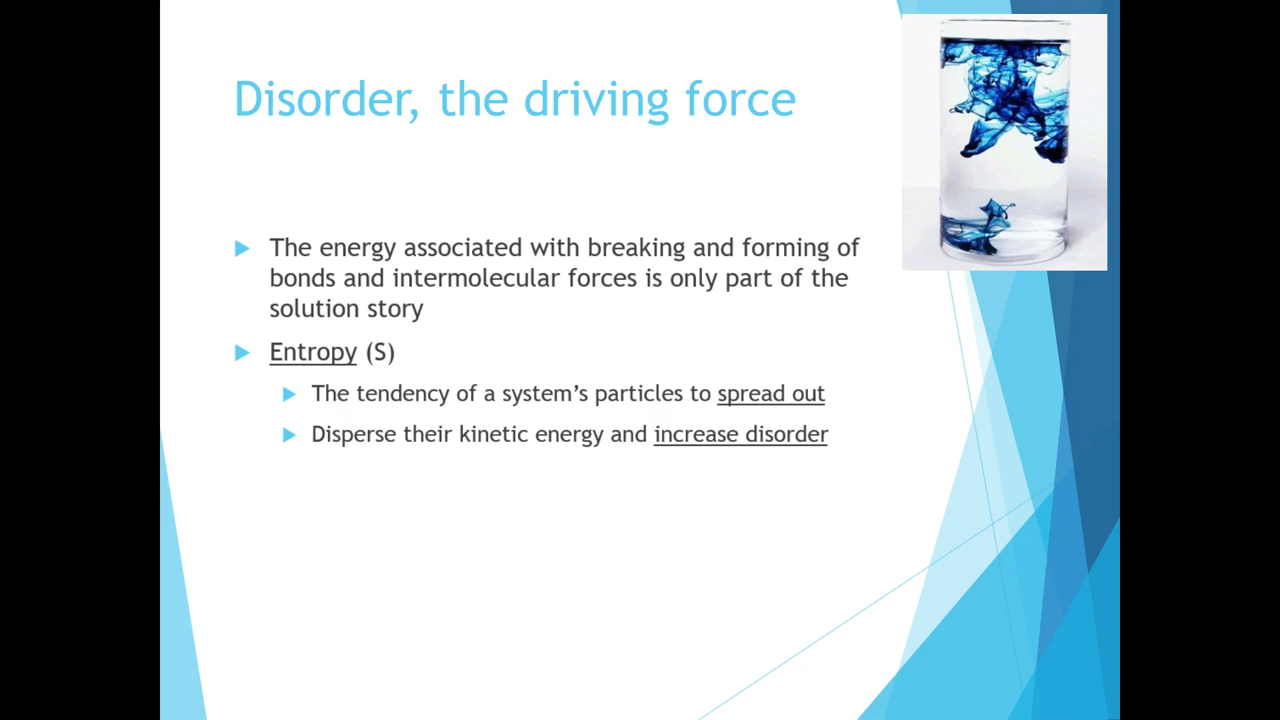 Disorder, the driving force
The energy associated with breaking and forming of
bonds and intermolecular forces is only part of the
solution story
Entropy (S)
The tendency of a system’s particles to spread out
Disperse their kinetic energy and increase disorder